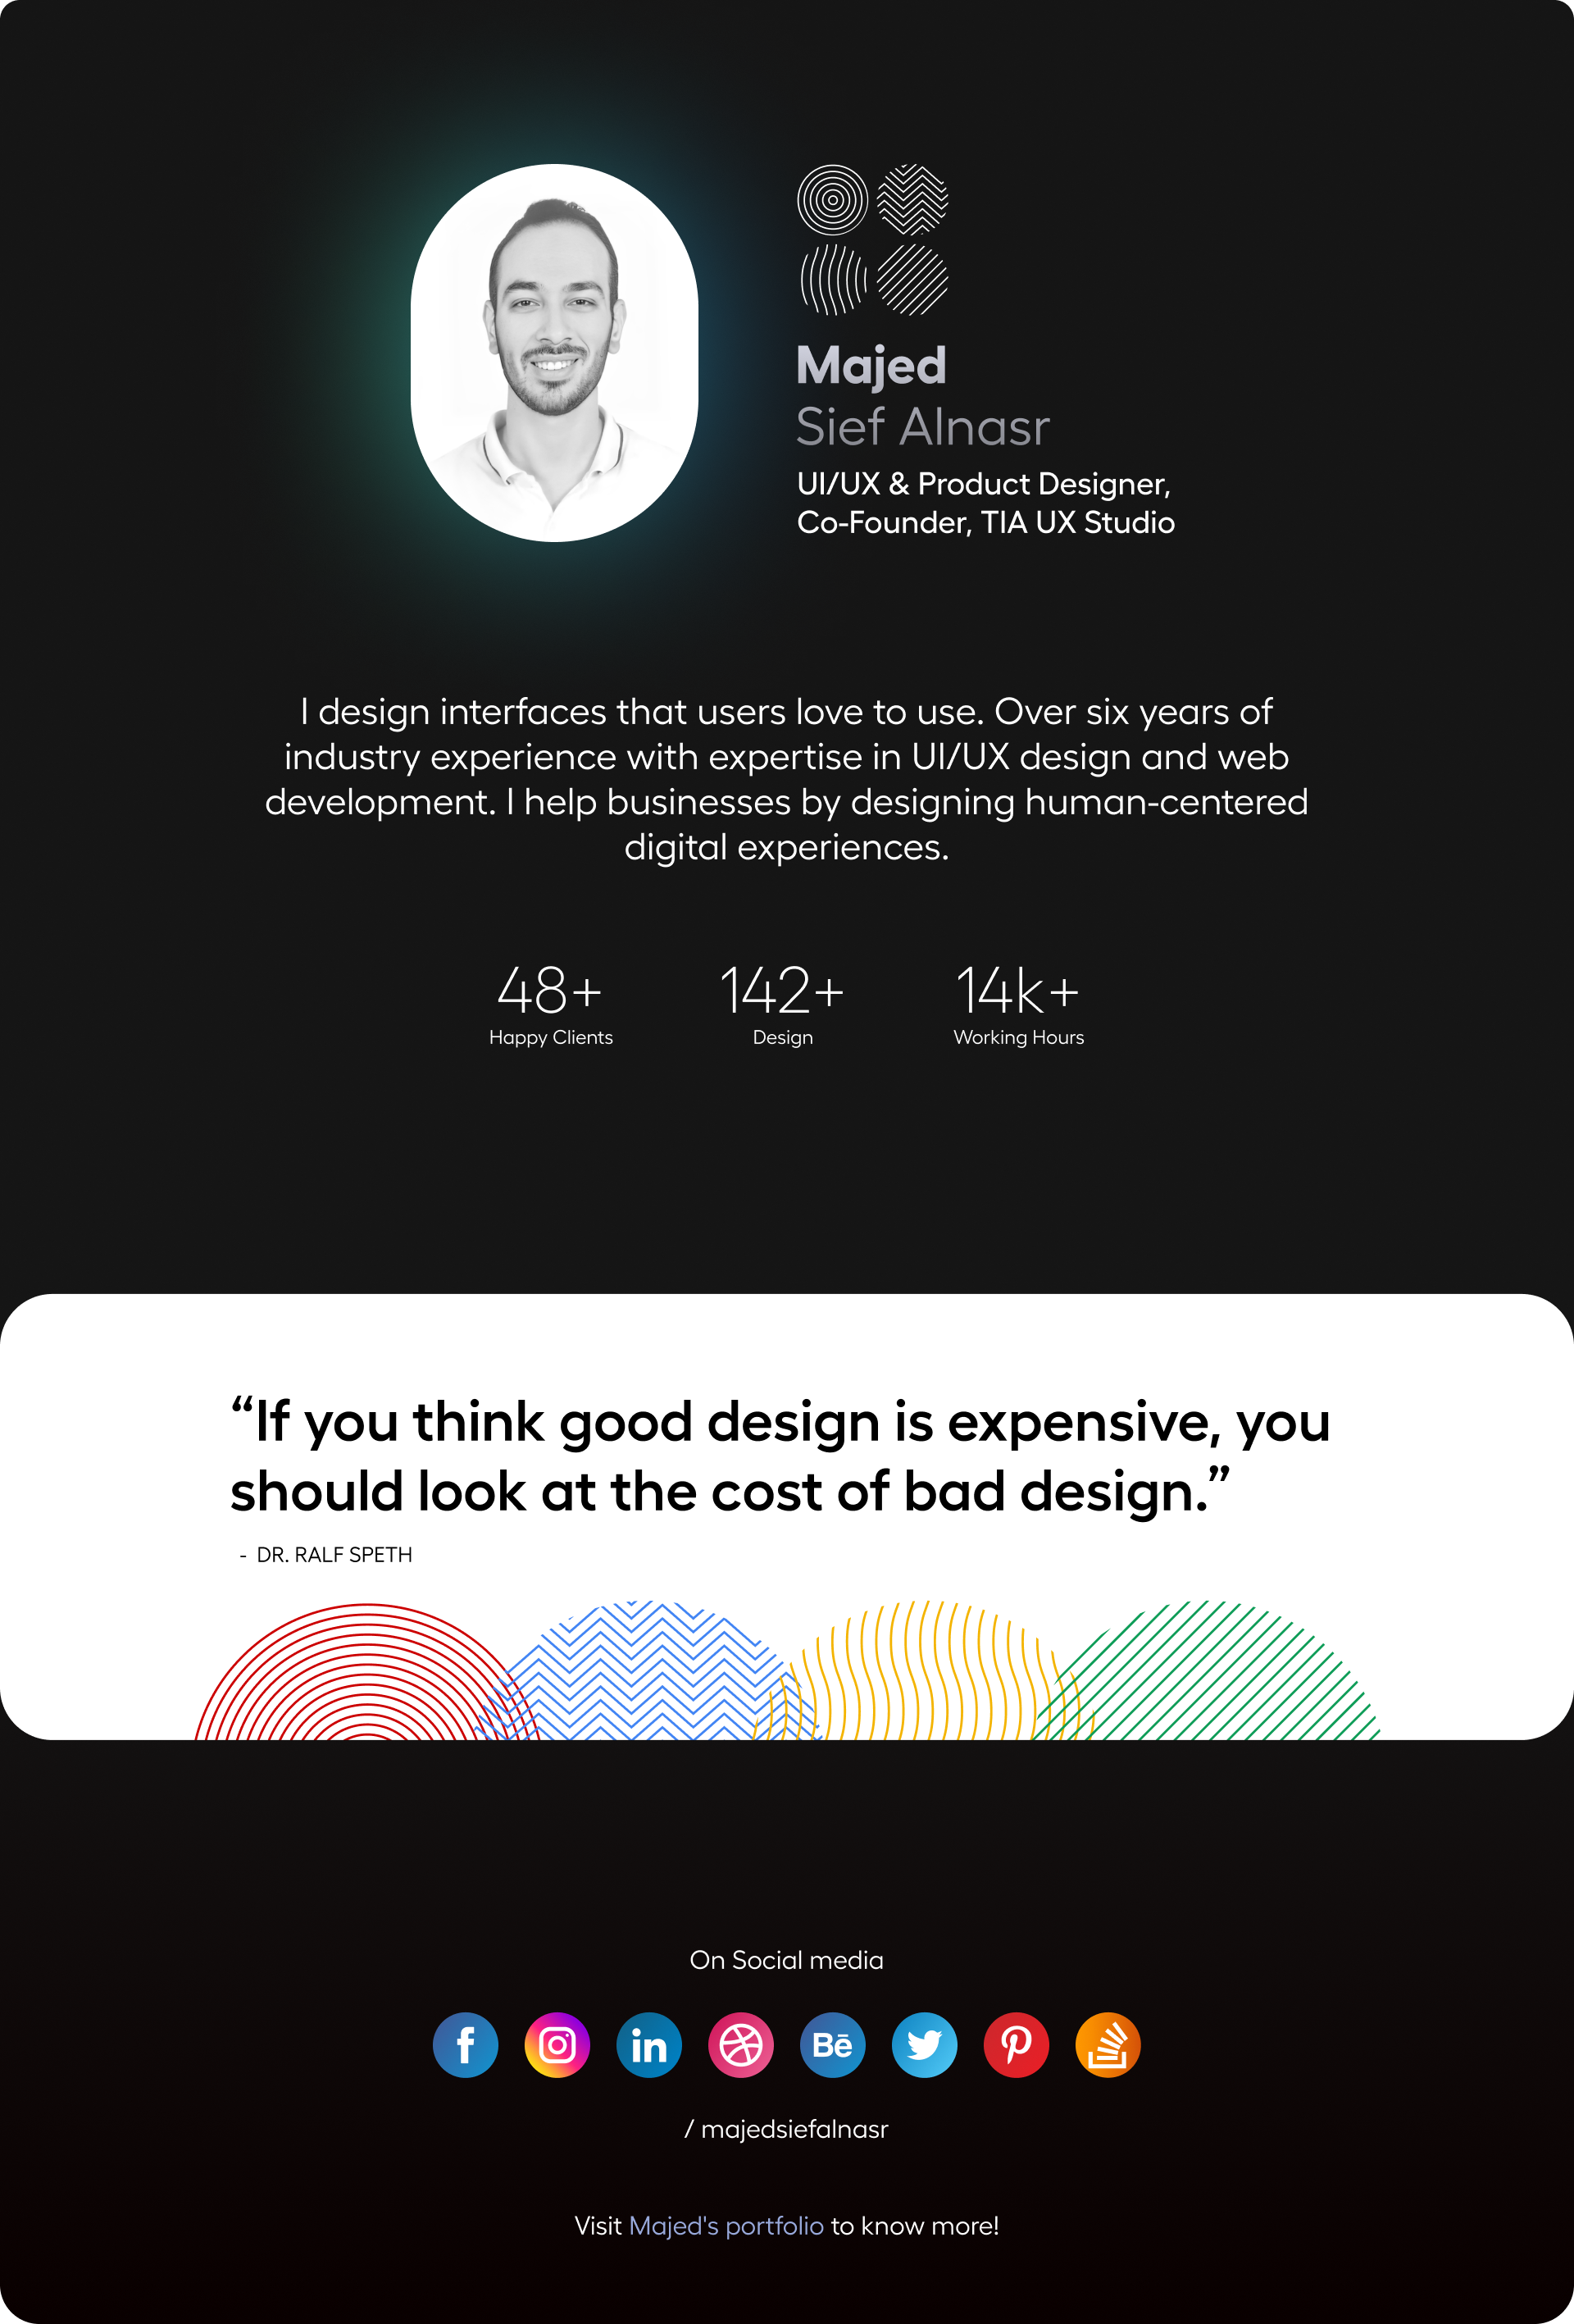 Majed
Sief Alnasr
UI/UX & Product Designer,
Co-Founder, TIA UX Studio
I design interfaces that users love to use. Over six years of
industry experience with expertise in UI/UX design and web
development. I help businesses by designing human-centered
digital experiences.
48+
Happy Clients
142+
Design
14k+
Working Hours
“If you think good design is expensive, you
should look at the cost of bad design.”
- DR. RALF SPETH
On Social media
f
in
Bē
/ majedsiefalnasr
Visit Majed's portfolio to know more!